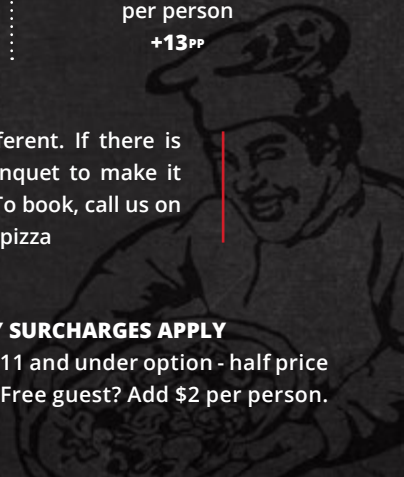 per person
+13PP
ferent. If there is
nquet to make it
To book, call us on
pizza
SURCHARGES APPLY
11 and under option - half price
Free guest? Add $2 per person.